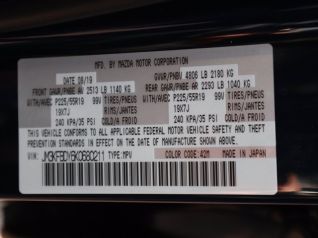 MFD. BY MAZDA MOTOR CORPORATION
DATE 08/19 GVWR/PNBV 4806 LB 2180 KG
FRONT GAWR/PNBE AV 2513 LB 1140 KG REAR GAWR/PNBE AR 2293 LB 1040 KG
WITH/AVEC P225/55R19 99V TIRES/PNEUS WITH/AVEC P225/55R19 99V TIRES/PNEUS
19X7J RIMS/JANTES 19X7J RIMS/JANTES
240 KPA/35 PSI COLD/A FROID 240 KPA/35 PSI COLD/A FROID
THIS VEHICLE CONFORMS TO ALL APPLICABLE FEDERAL MOTOR VEHICLE
SAFETY, BUMPER, AND THEFT PREVENTION STANDARDS IN EFFECT ON THE
DATE OF MANUFACTURE SHOWN ABOVE.
JM3KFBDY6K0580211 TYPE:MPV
COLOR CODE: 42M MADE IN JAPAN